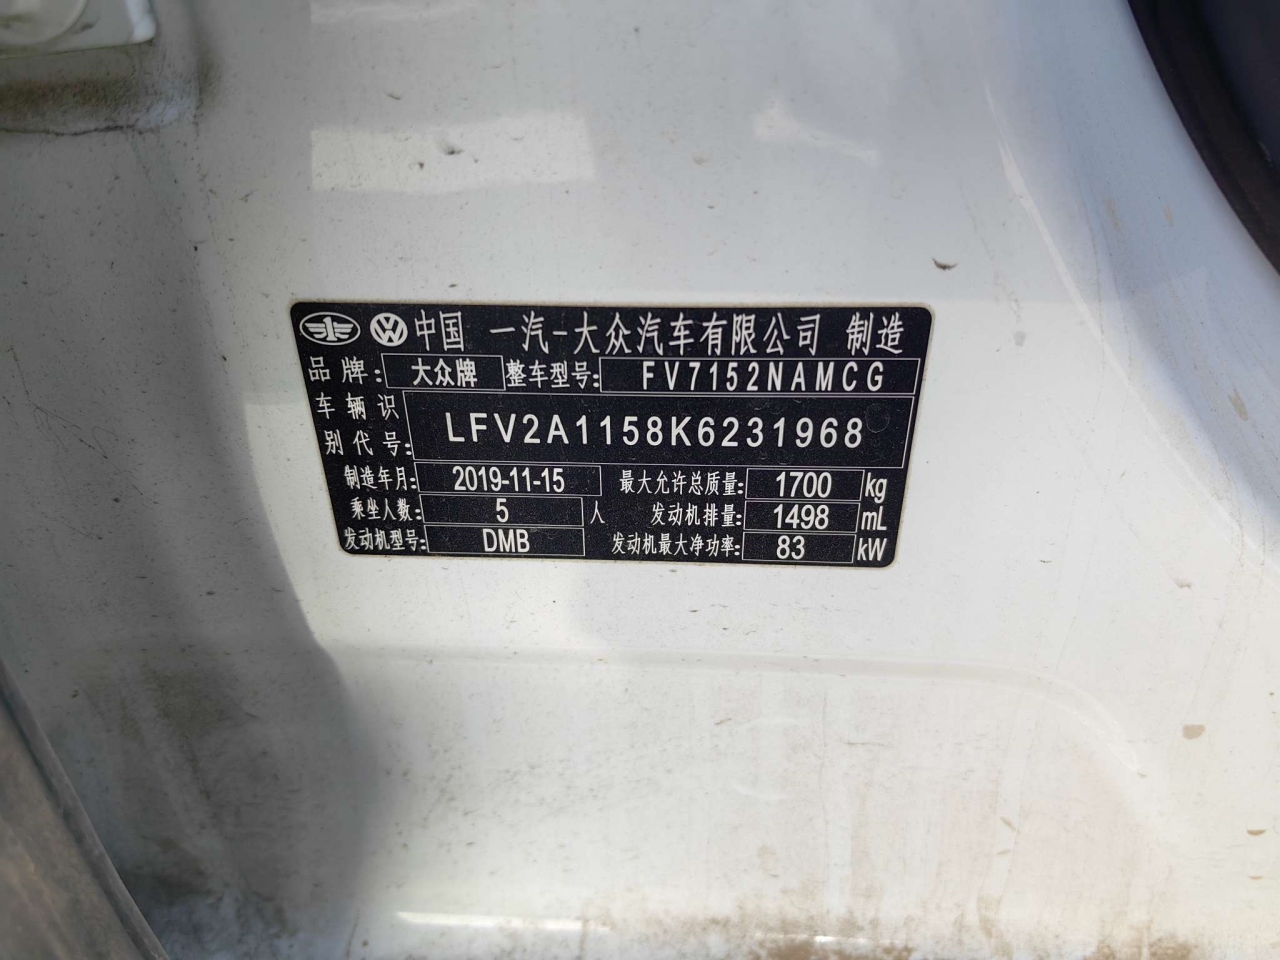 中国 一汽-大众汽车有限公司 制造
品牌: 大众牌 整车型号: FV7152NAMCG
车辆识别代号: LFV2A1158K6231968
制造年月: 2019-11-15 最大允许总质量: 1700 kg
乘坐人数: 5 人 发动机排量: 1498 mL
发动机型号: DMB 发动机最大净功率: 83 kW